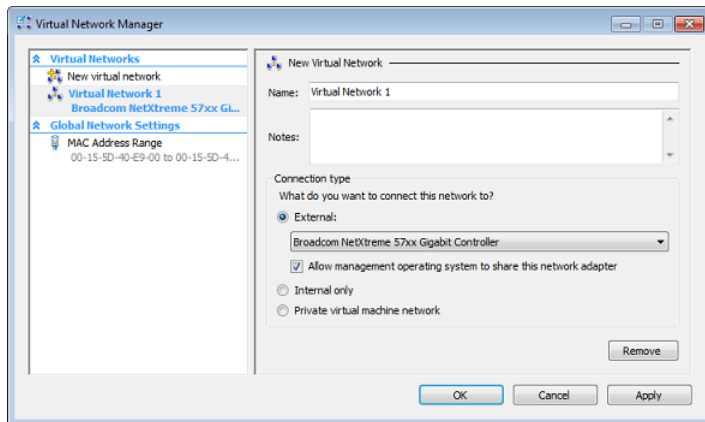 Virtual Network Manager
Virtual Networks
New virtual network
Virtual Network 1
Broadcom NetXtreme 57xx Gi...
Global Network Settings
MAC Address Range
00-15-5D-40-E9-00 to 00-15-5D-4...
New Virtual Network
Name: Virtual Network 1
Notes:
Connection type
What do you want to connect this network to?
External:
Broadcom NetXtreme 57xx Gigabit Controller
Allow management operating system to share this network adapter
Internal only
Private virtual machine network
Remove
OK Cancel Apply